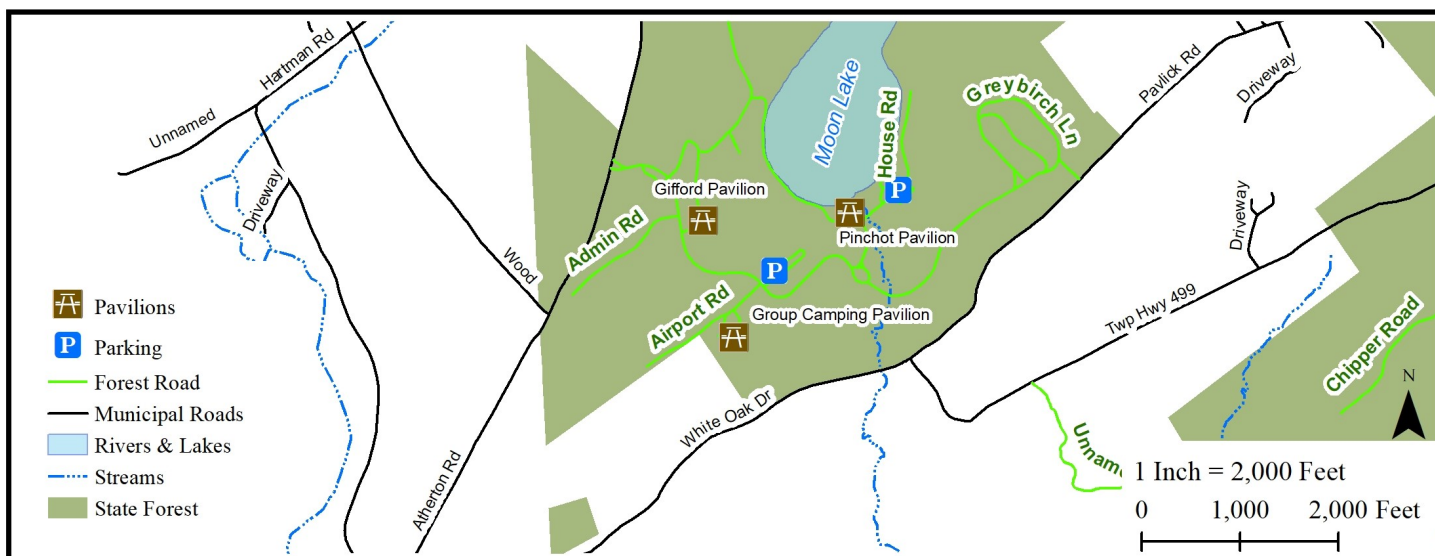 Hartman Rd
Unnamed
Driveway
Wood
Atherton Rd
Moon Lake
House Rd
Greybirch Ln
Pavlick Rd
Driveway
Gifford Pavilion
P
Pinchot Pavilion
Admin Rd
P
Airport Rd
Group Camping Pavilion
White Oak Dr
Driveway
Twp Hwy 499
Chipper Road
Pavilions
P Parking
Forest Road
Municipal Roads
Rivers & Lakes
Streams
State Forest
N
1 Inch = 2,000 Feet
0 1,000 2,000 Feet